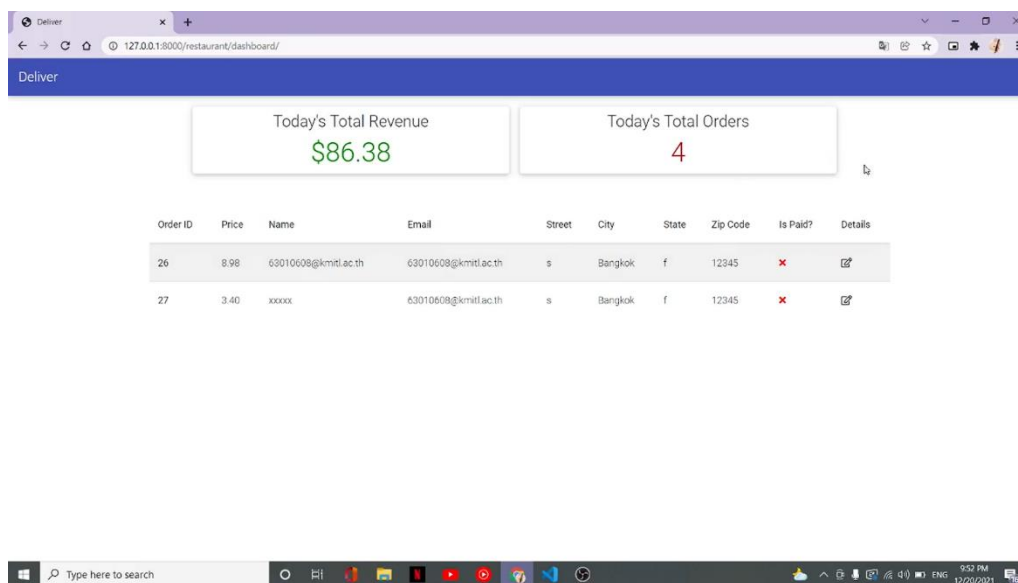 Deliver
127.0.0.1:8000/restaurant/dashboard/
Deliver
Today's Total Revenue
$86.38
Today's Total Orders
4
Order ID Price Name Email Street City State Zip Code Is Paid? Details
26 8.98 63010608@kmitl.ac.th 63010608@kmitl.ac.th s Bangkok f 12345
27 3.40 xxxxx 63010608@kmitl.ac.th s Bangkok f 12345
Type here to search
ENG
9:52 PM
12/20/2021